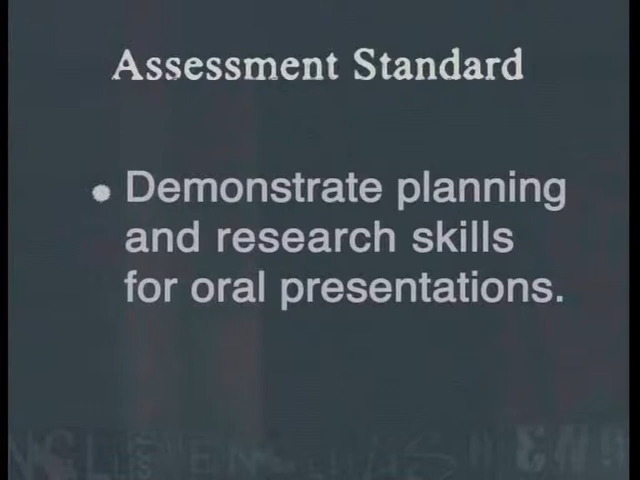 Assessment Standard
Demonstrate planning
and research skills
for oral presentations.